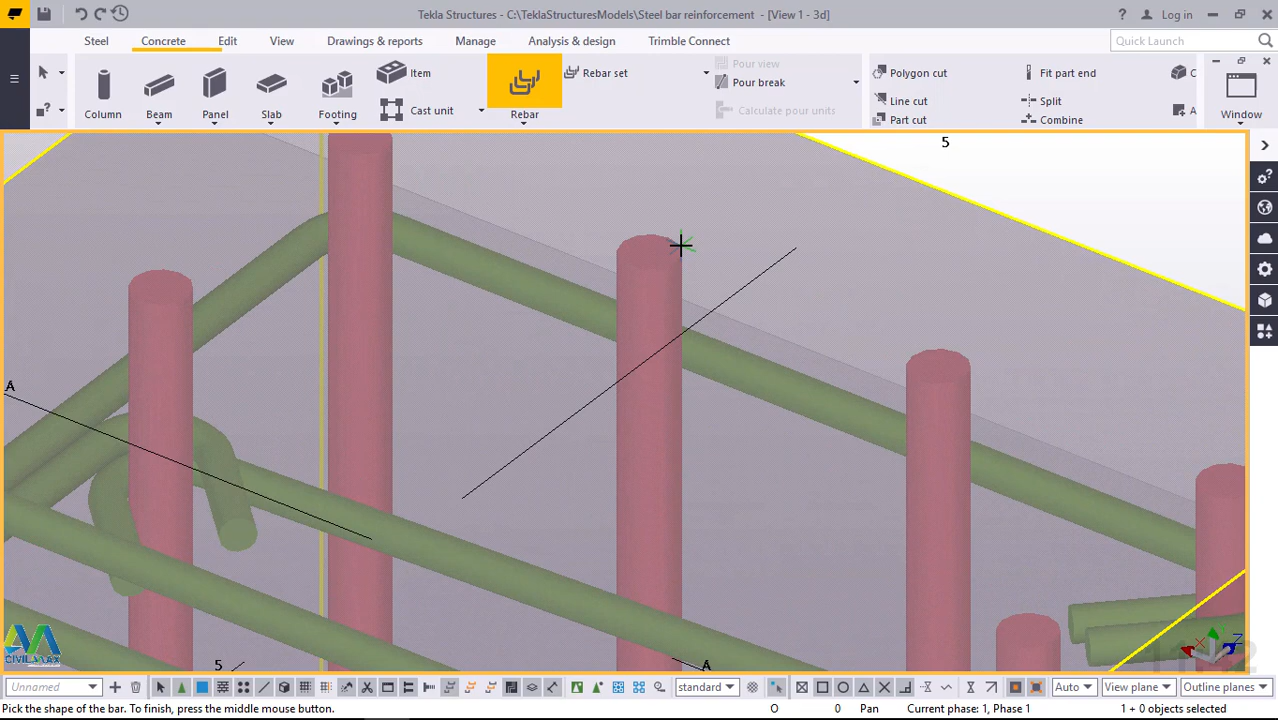 Tekla Structures - C:\TeklaStructuresModels\Steel bar reinforcement - [View 1 - 3d]
? Log in
Steel Concrete Edit View Drawings & reports Manage Analysis & design Trimble Connect
Quick Launch
Column Beam Panel Slab Footing
Item
Cast unit
Rebar
Rebar set
Pour view
Pour break
Calculate pour units
Polygon cut
Line cut
Part cut
Fit part end
Split
Combine
C
A
Window
5
A
5
A
Z
CIVILMAX
Unnamed
standard
Auto
View plane
Outline planes
Pick the shape of the bar. To finish, press the middle mouse button.
O 0 Pan Current phase: 1, Phase 1 1 + 0 objects selected